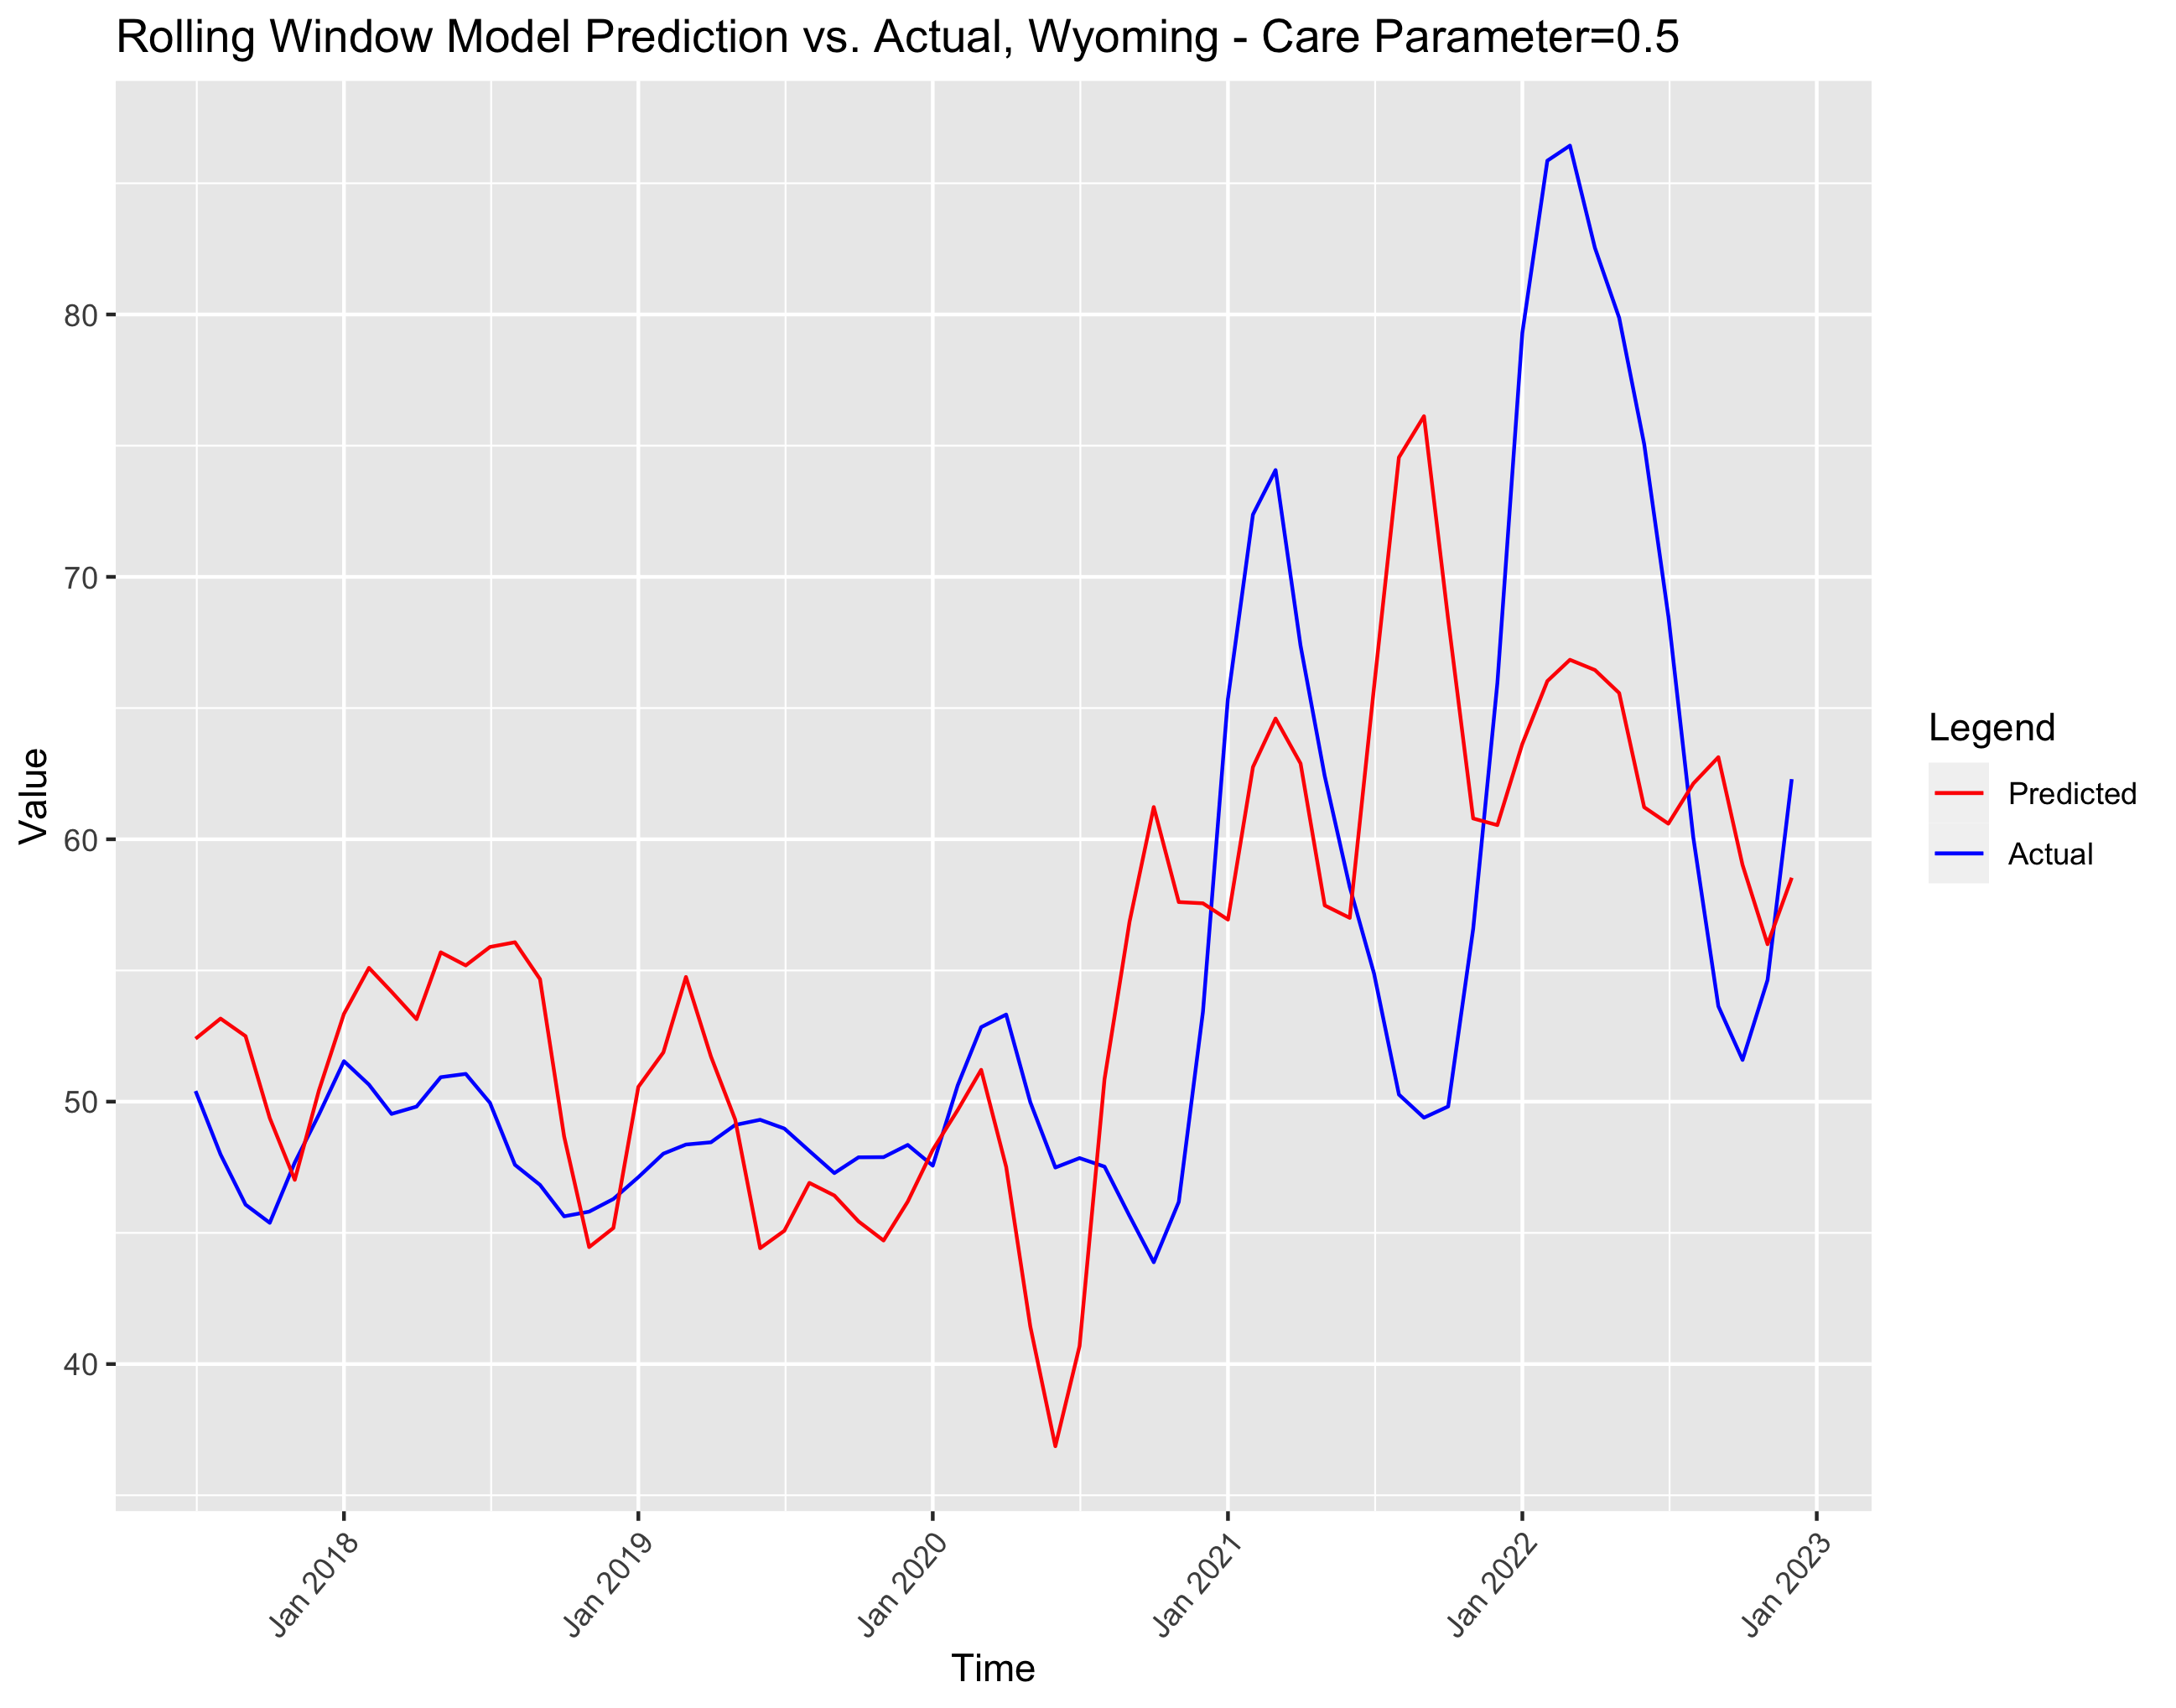 Rolling Window Model Prediction vs. Actual, Wyoming - Care Parameter=0.5
Value
80
70
60
50
40
Jan 2018
Jan 2019
Jan 2020
Jan 2021
Jan 2022
Jan 2023
Time
Legend
Predicted
Actual